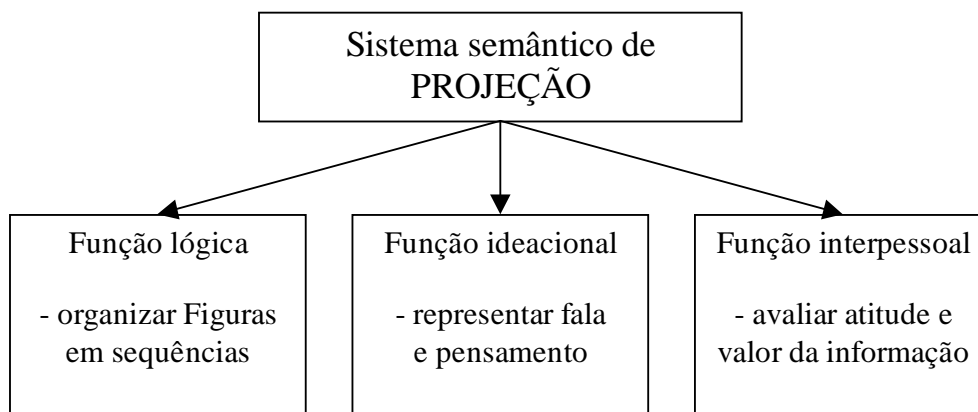 Sistema semântico de
PROJEÇÃO
Função lógica
- organizar Figuras
em sequências
Função ideacional
- representar fala
e pensamento
Função interpessoal
- avaliar atitude e
valor da informação